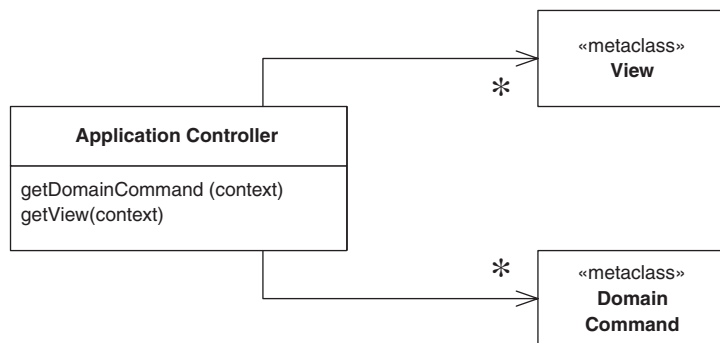 «metaclass»
View
*
Application Controller
getDomainCommand (context)
getView(context)
*
«metaclass»
Domain
Command